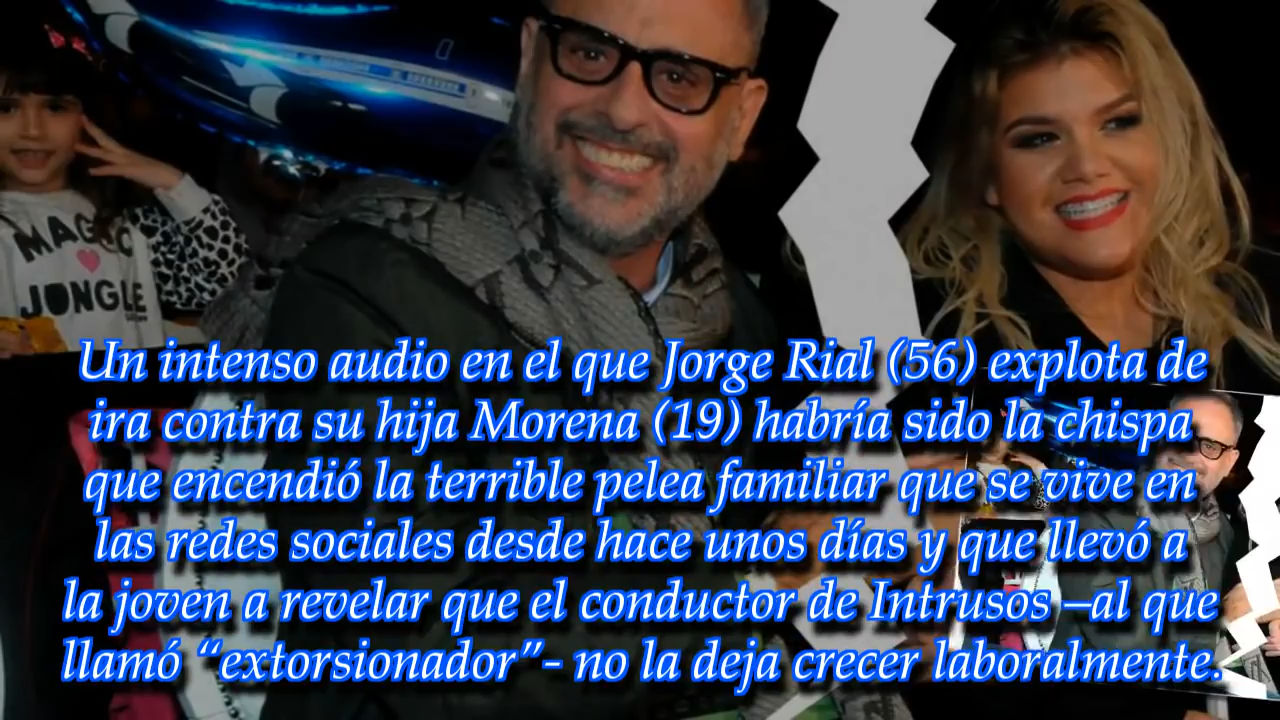 MAGIC
JUNGLE
Un intenso audio en el que Jorge Rial (56) explota de
ira contra su hija Morena (19) habría sido la chispa
que encendió la terrible pelea familiar que se vive en
las redes sociales desde hace unos días y que llevó a
la joven a revelar que el conductor de Intrusos –al que
llamó “extorsionador”- no la deja crecer laboralmente.